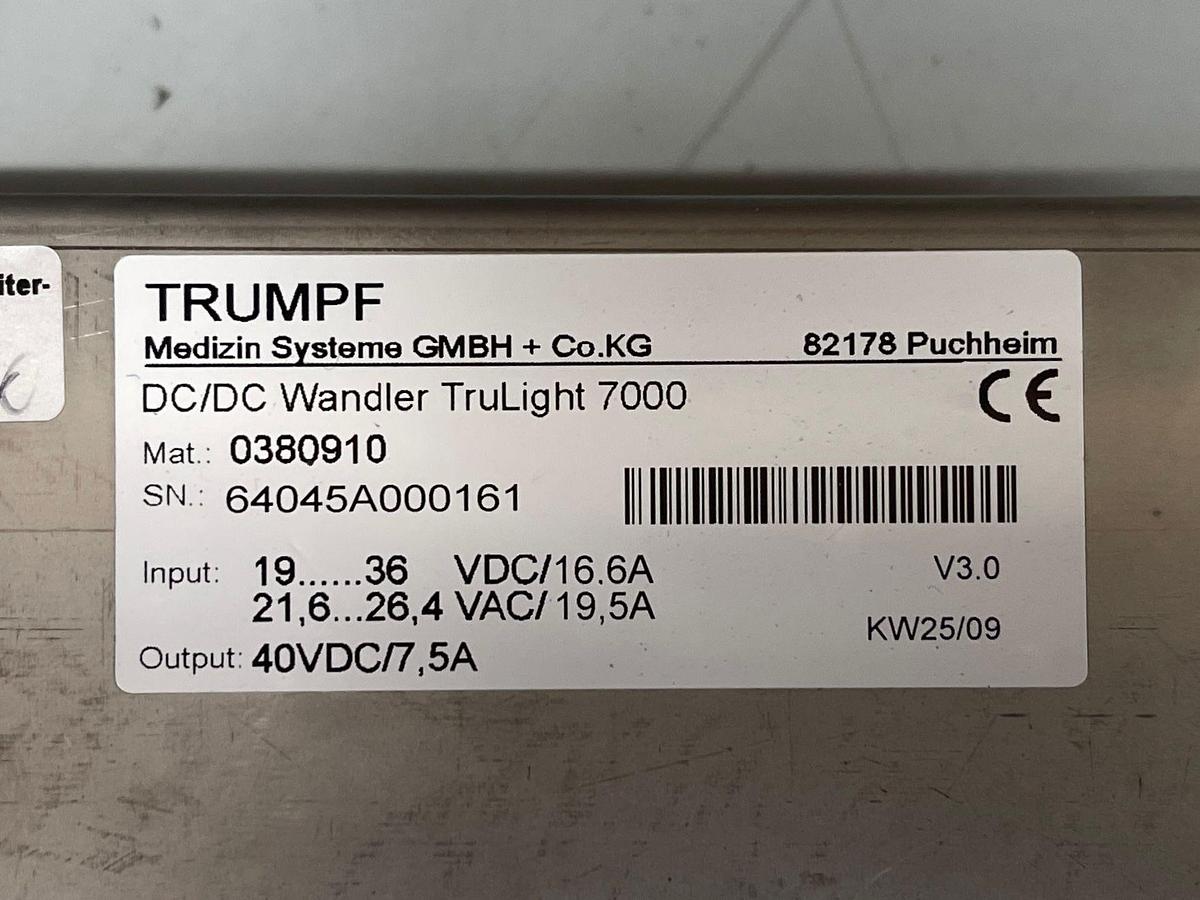 iter-
TRUMPF
Medizin Systeme GMBH + Co.KG 82178 Puchheim
DC/DC Wandler TruLight 7000 CE
Mat.: 0380910
SN.: 64045A000161
Input: 19......36 VDC/16.6A V3.0
21,6...26,4 VAC/ 19,5A
KW25/09
Output: 40VDC/7,5A